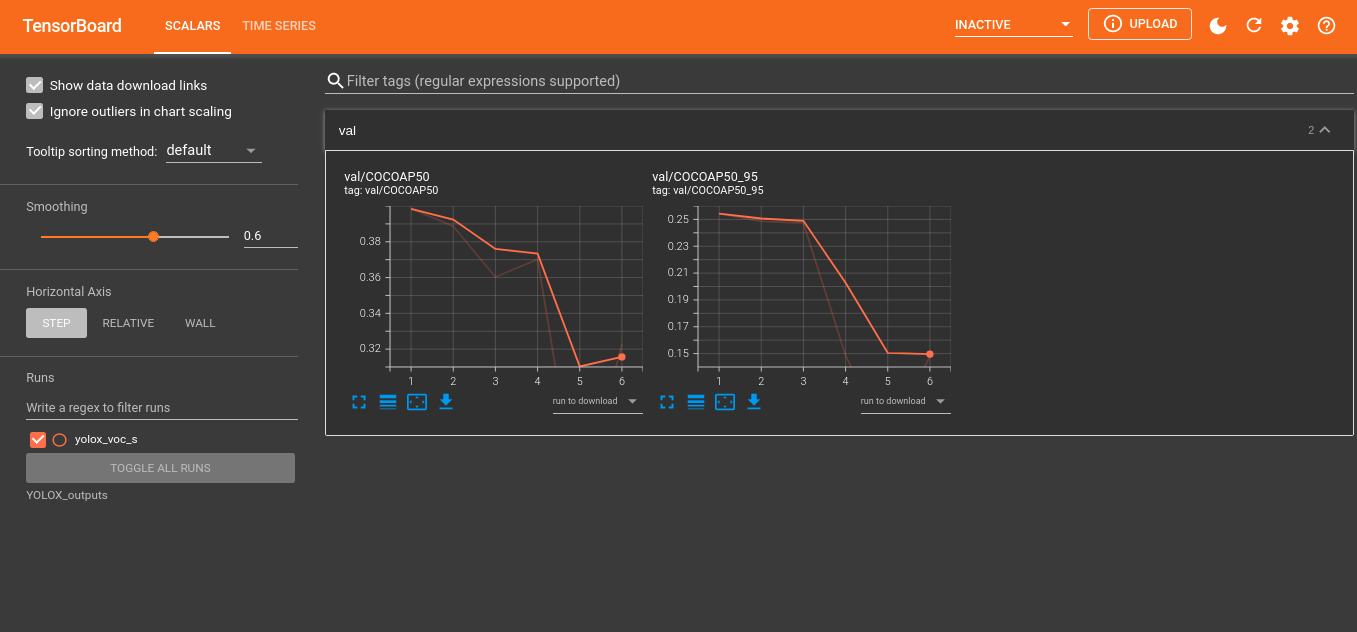 TensorBoard SCALARS TIME SERIES INACTIVE UPLOAD
Show data download links
Ignore outliers in chart scaling
Tooltip sorting method: default
Smoothing
0.6
Horizontal Axis
STEP RELATIVE WALL
Runs
Write a regex to filter runs
yolox_voc_s
TOGGLE ALL RUNS
YOLOX_outputs
Filter tags (regular expressions supported)
val 2
val/COCOAP50
tag: val/COCOAP50
0.38
0.36
0.34
0.32
1 2 3 4 5 6
run to download
val/COCOAP50_95
tag: val/COCOAP50_95
0.25
0.23
0.21
0.19
0.17
0.15
1 2 3 4 5 6
run to download